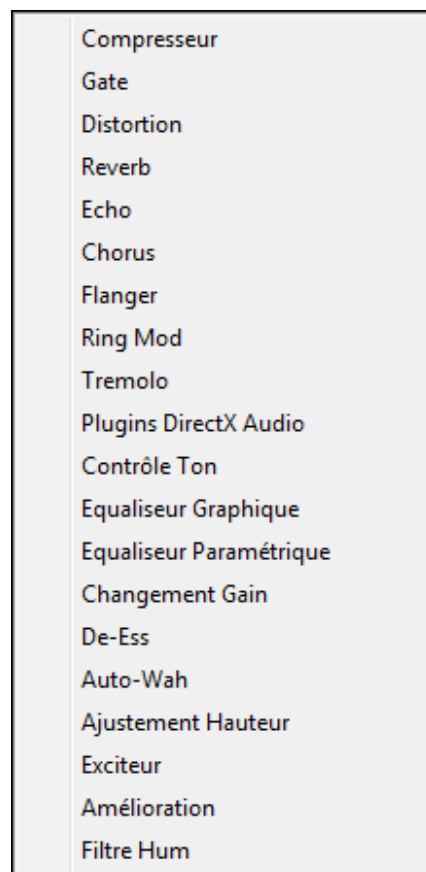 Compresseur
Gate
Distortion
Reverb
Echo
Chorus
Flanger
Ring Mod
Tremolo
Plugins DirectX Audio
Contrôle Ton
Equaliseur Graphique
Equaliseur Paramétrique
Changement Gain
De-Ess
Auto-Wah
Ajustement Hauteur
Exciteur
Amélioration
Filtre Hum